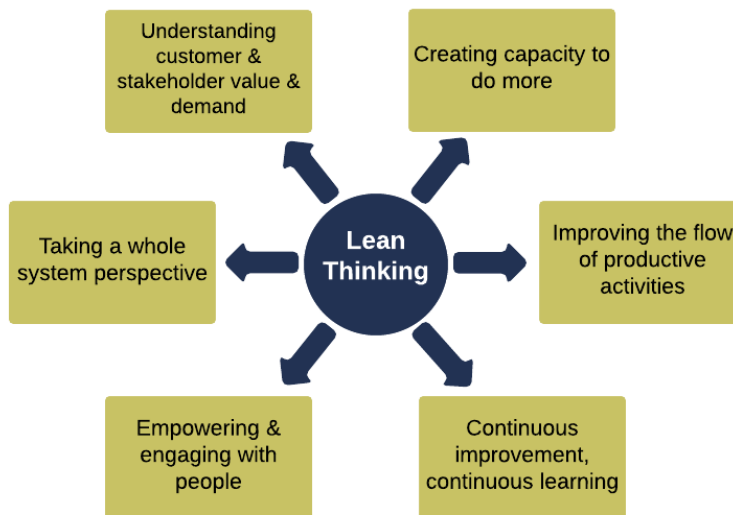 Understanding
customer &
stakeholder value &
demand
Creating capacity to
do more
Taking a whole
system perspective
Lean
Thinking
Improving the flow
of productive
activities
Empowering &
engaging with
people
Continuous
improvement,
continuous learning